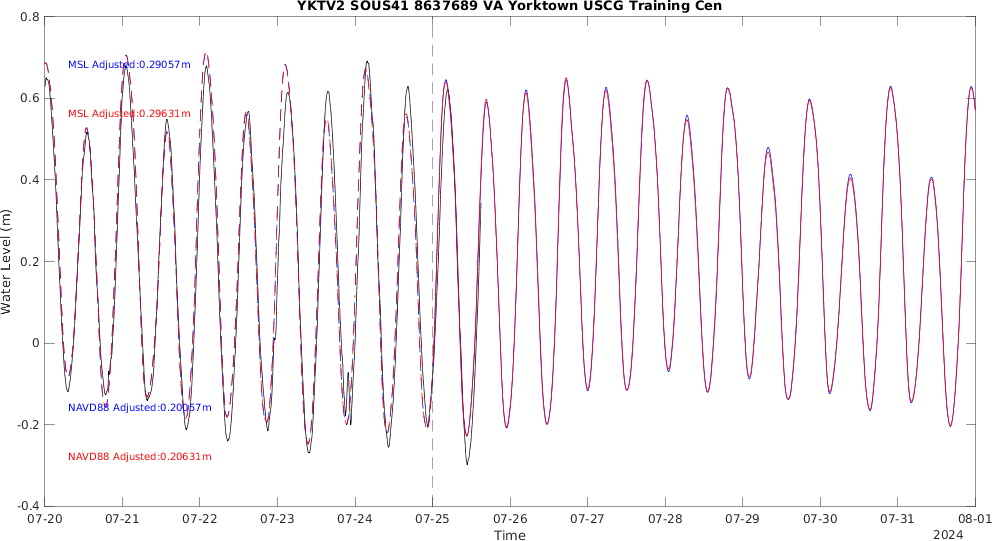 YKTV2 SOUS41 8637689 VA Yorktown USCG Training Cen
0.8
0.6
0.4
0.2
0
-0.2
-0.4
Water Level (m)
MSL Adjusted:0.29057m
MSL Adjusted:0.29631m
NAVD88 Adjusted:0.20057m
NAVD88 Adjusted:0.20631m
07-20 07-21 07-22 07-23 07-24 07-25 07-26 07-27 07-28 07-29 07-30 07-31 08-01
Time
2024